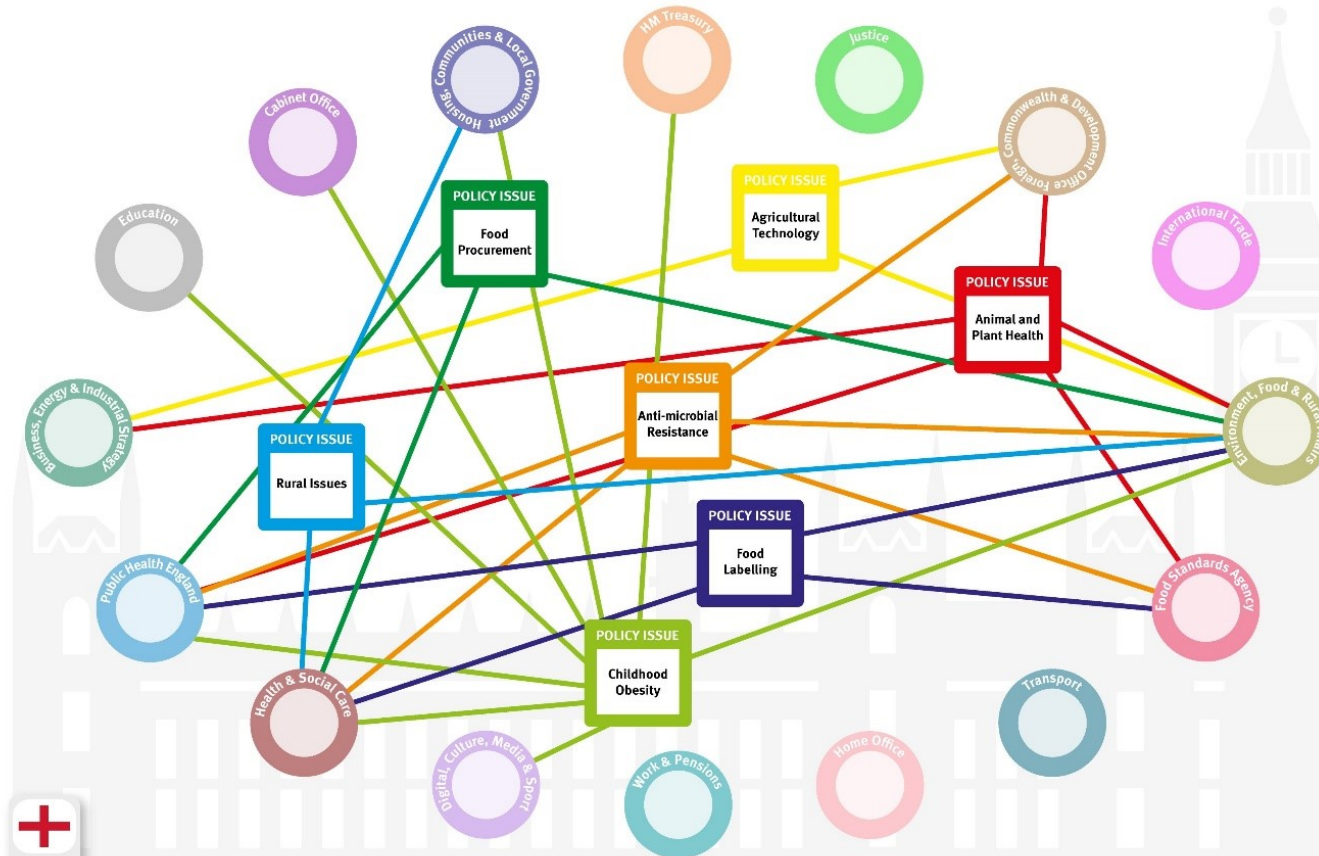 HM Treasury
Justice
Housing, Communities & Local Government
Cabinet Office
Foreign, Commonwealth & Development Office
Education
International Trade
POLICY ISSUE
Food
Procurement
POLICY ISSUE
Agricultural
Technology
POLICY ISSUE
Animal and
Plant Health
POLICY ISSUE
Anti-microbial
Resistance
Business, Energy & Industrial Strategy
POLICY ISSUE
Rural Issues
Environment, Food & Rural Affairs
POLICY ISSUE
Food
Labelling
Public Health England
Food Standards Agency
POLICY ISSUE
Childhood
Obesity
Health & Social Care
Transport
Digital, Culture, Media & Sport
Work & Pensions
Home Office